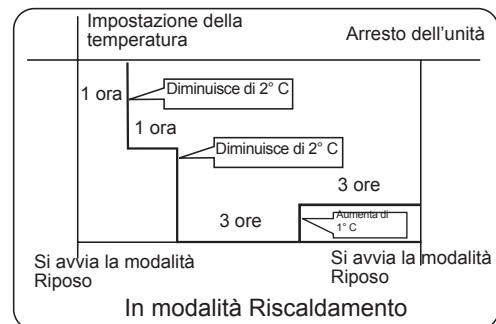 Impostazione della
temperatura
Arresto dell'unità
1 ora
Diminuisce di 2° C
1 ora
Diminuisce di 2° C
3 ore
3 ore
Aumenta di
1° C
Si avvia la modalità
Riposo
Si avvia la modalità
Riposo
In modalità Riscaldamento